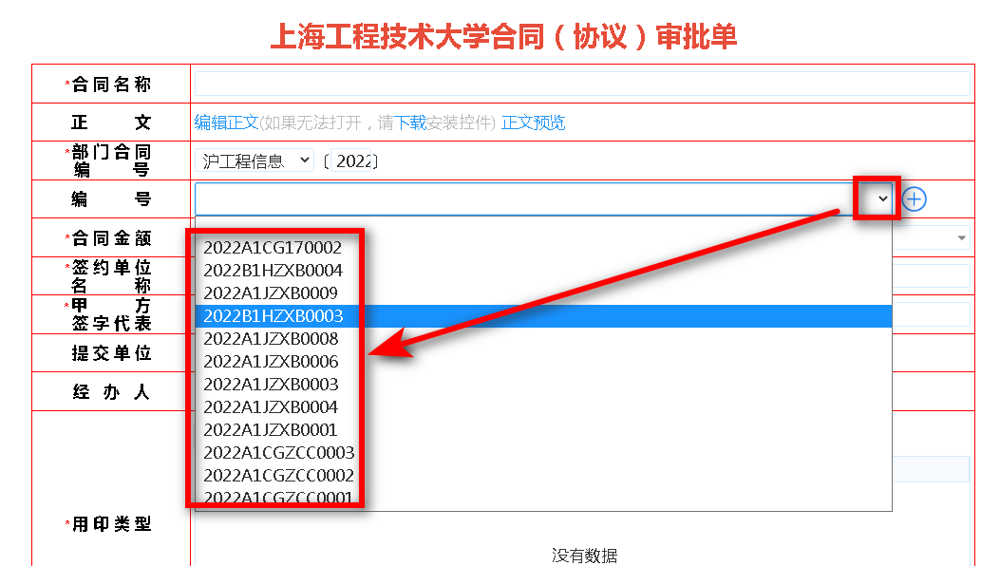 上海工程技术大学合同（协议）审批单
*合同名称
正 文
编辑正文(如果无法打开，请下载安装控件) 正文预览
*部门合同
编 号
沪工程信息 〔 2022〕
编 号
*合同金额
*签约单位
名 称
*甲 方
签字代表
提交单位
经 办 人
2022A1CG170002
2022B1HZXB0004
2022A1JZXB0009
2022B1HZXB0003
2022A1JZXB0008
2022A1JZXB0006
2022A1JZXB0003
2022A1JZXB0004
2022A1JZXB0001
2022A1CGZCC0003
2022A1CGZCC0002
2022A1CGZCC0001
*用印类型
没有数据